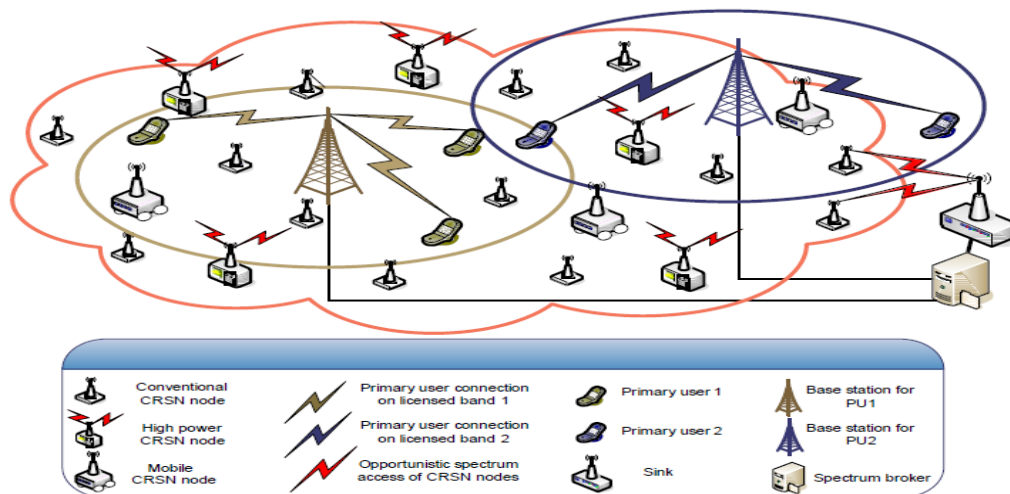 Conventional
CRSN node
High power
CRSN node
Mobile
CRSN node
Primary user connection
on licensed band 1
Primary user connection
on licensed band 2
Opportunistic spectrum
access of CRSN nodes
Primary user 1
Primary user 2
Sink
Base station for
PU1
Base station for
PU2
Spectrum broker